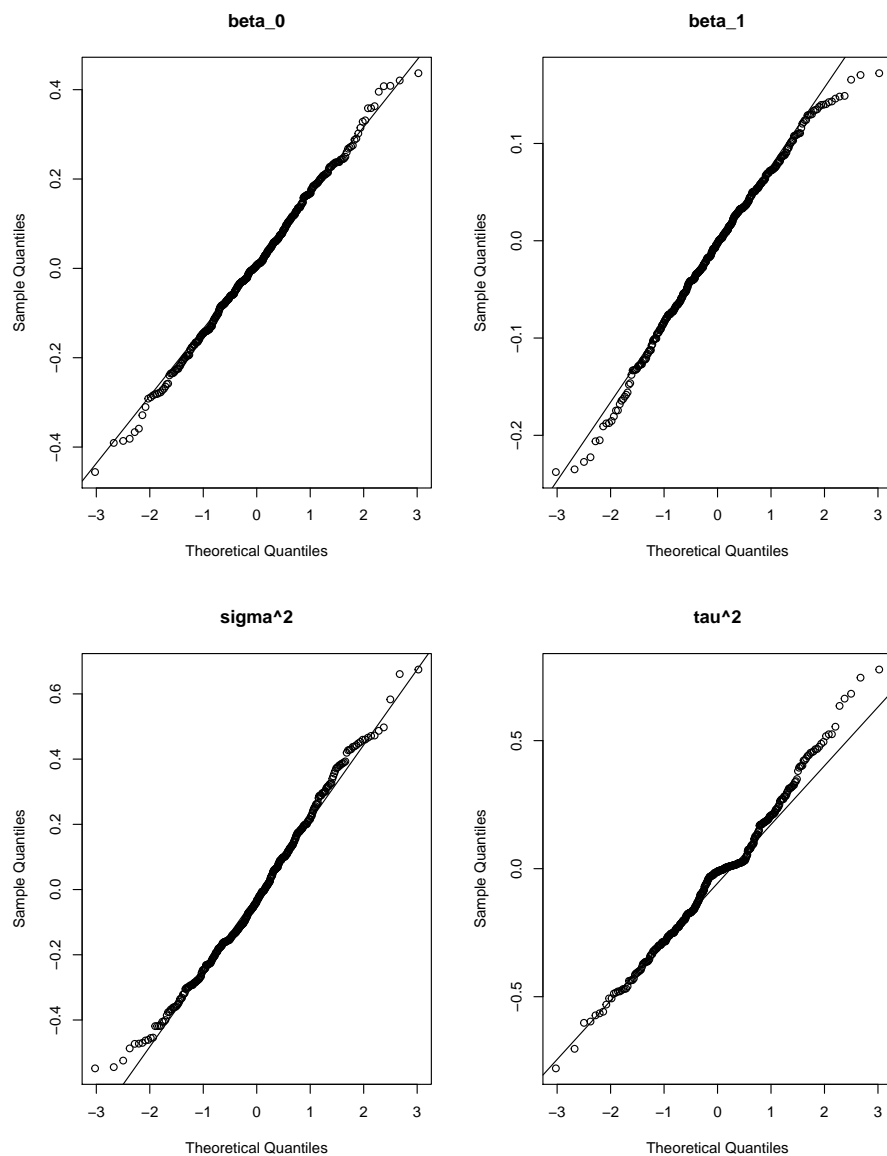 beta_0
beta_1
0.4
0.2
0.0
−0.2
−0.4
Sample Quantiles
−3 −2 −1 0 1 2 3
Theoretical Quantiles
0.1
0.0
−0.1
−0.2
Sample Quantiles
−3 −2 −1 0 1 2 3
Theoretical Quantiles
sigma^2
tau^2
0.6
0.4
0.2
0.0
−0.2
−0.4
Sample Quantiles
−3 −2 −1 0 1 2 3
Theoretical Quantiles
0.5
0.0
−0.5
Sample Quantiles
−3 −2 −1 0 1 2 3
Theoretical Quantiles